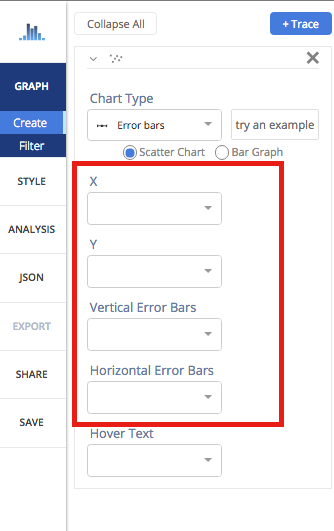 Collapse All
+ Trace
GRAPH
Create
Filter
STYLE
ANALYSIS
JSON
EXPORT
SHARE
SAVE
Chart Type
Error bars
try an example
Scatter Chart
Bar Graph
X
Y
Vertical Error Bars
Horizontal Error Bars
Hover Text